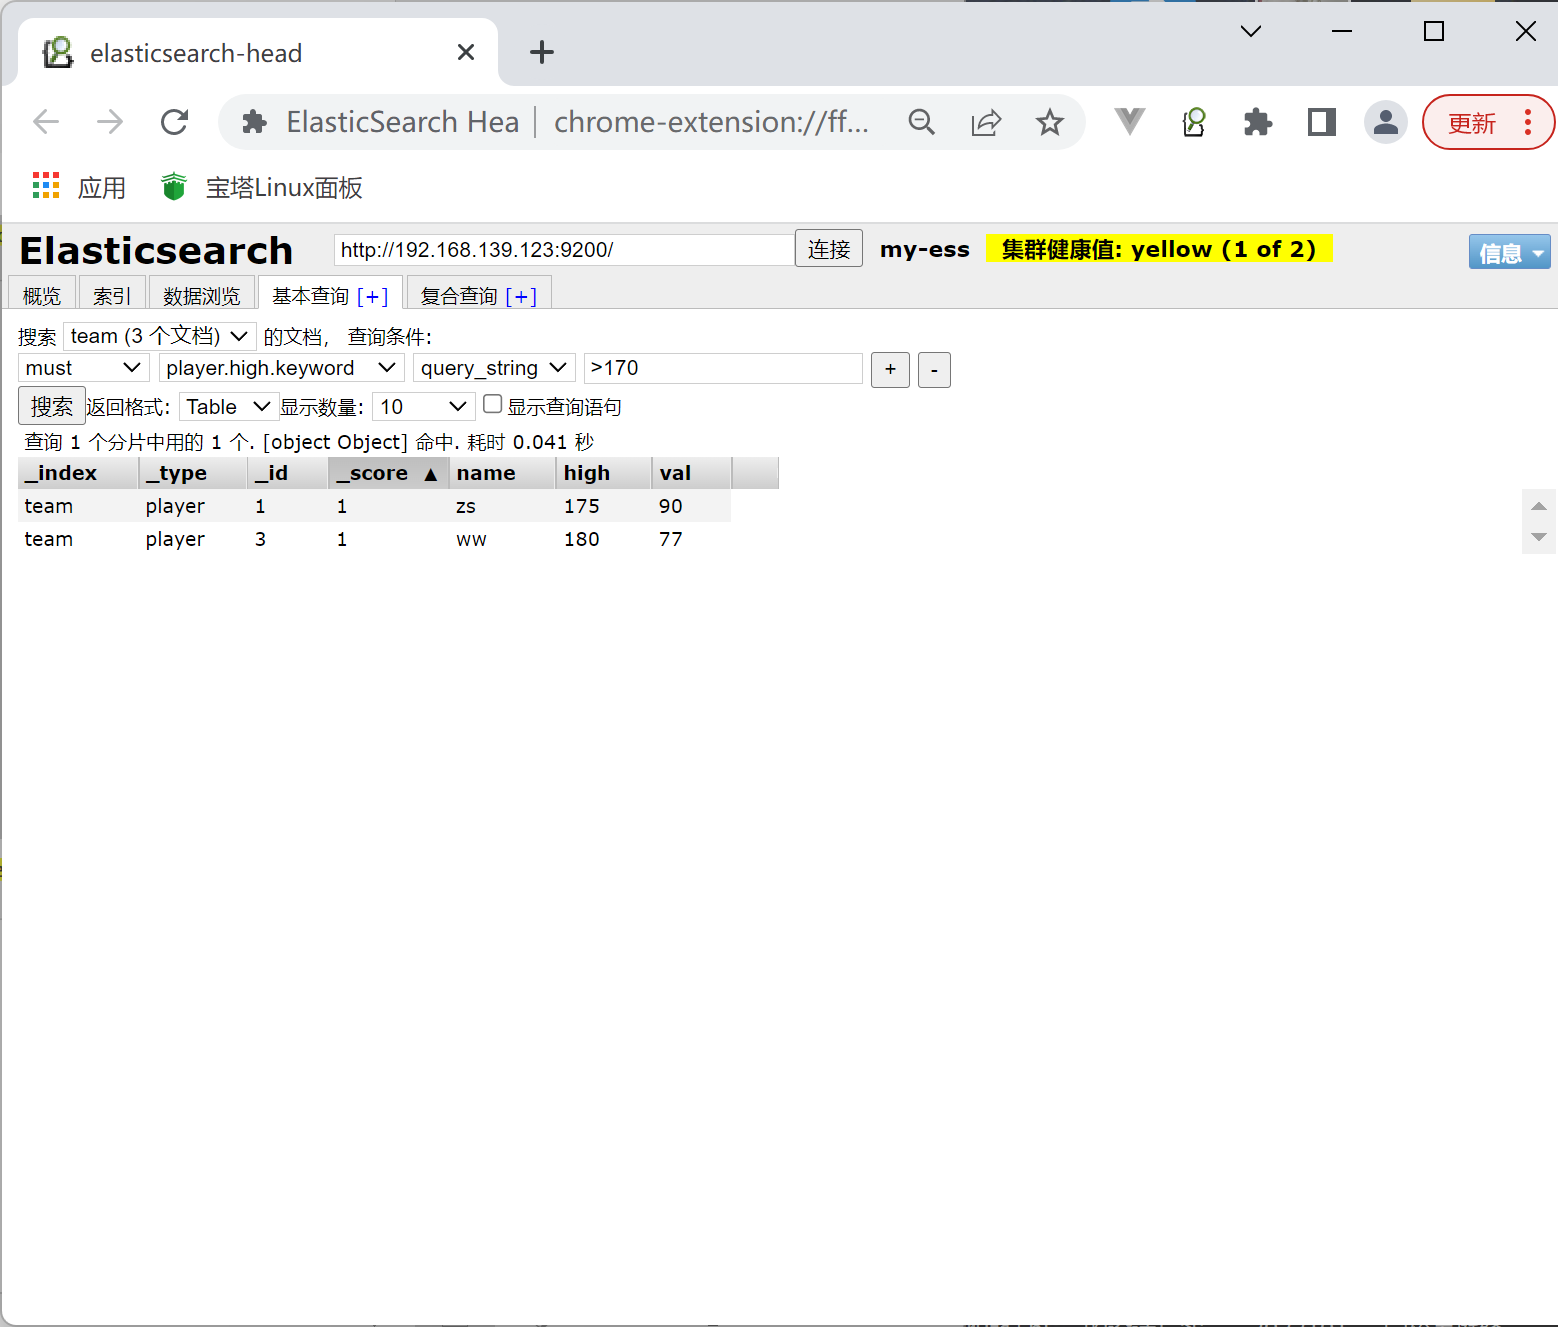 elasticsearch-head
ElasticSearch Hea | chrome-extension://ff... 更新
应用 宝塔Linux面板
Elasticsearch http://192.168.139.123:9200/ 连接 my-ess 集群健康值: yellow (1 of 2) 信息
概览 索引 数据浏览 基本查询 [+] 复合查询 [+]
搜索 team (3 个文档) 的文档， 查询条件:
must player.high.keyword query_string >170 + -
搜索 返回格式: Table 显示数量: 10 显示查询语句
查询 1 个分片中用的 1 个. [object Object] 命中. 耗时 0.041 秒
_index _type _id _score ▲ name high val
team player 1 1 zs 175 90
team player 3 1 ww 180 77